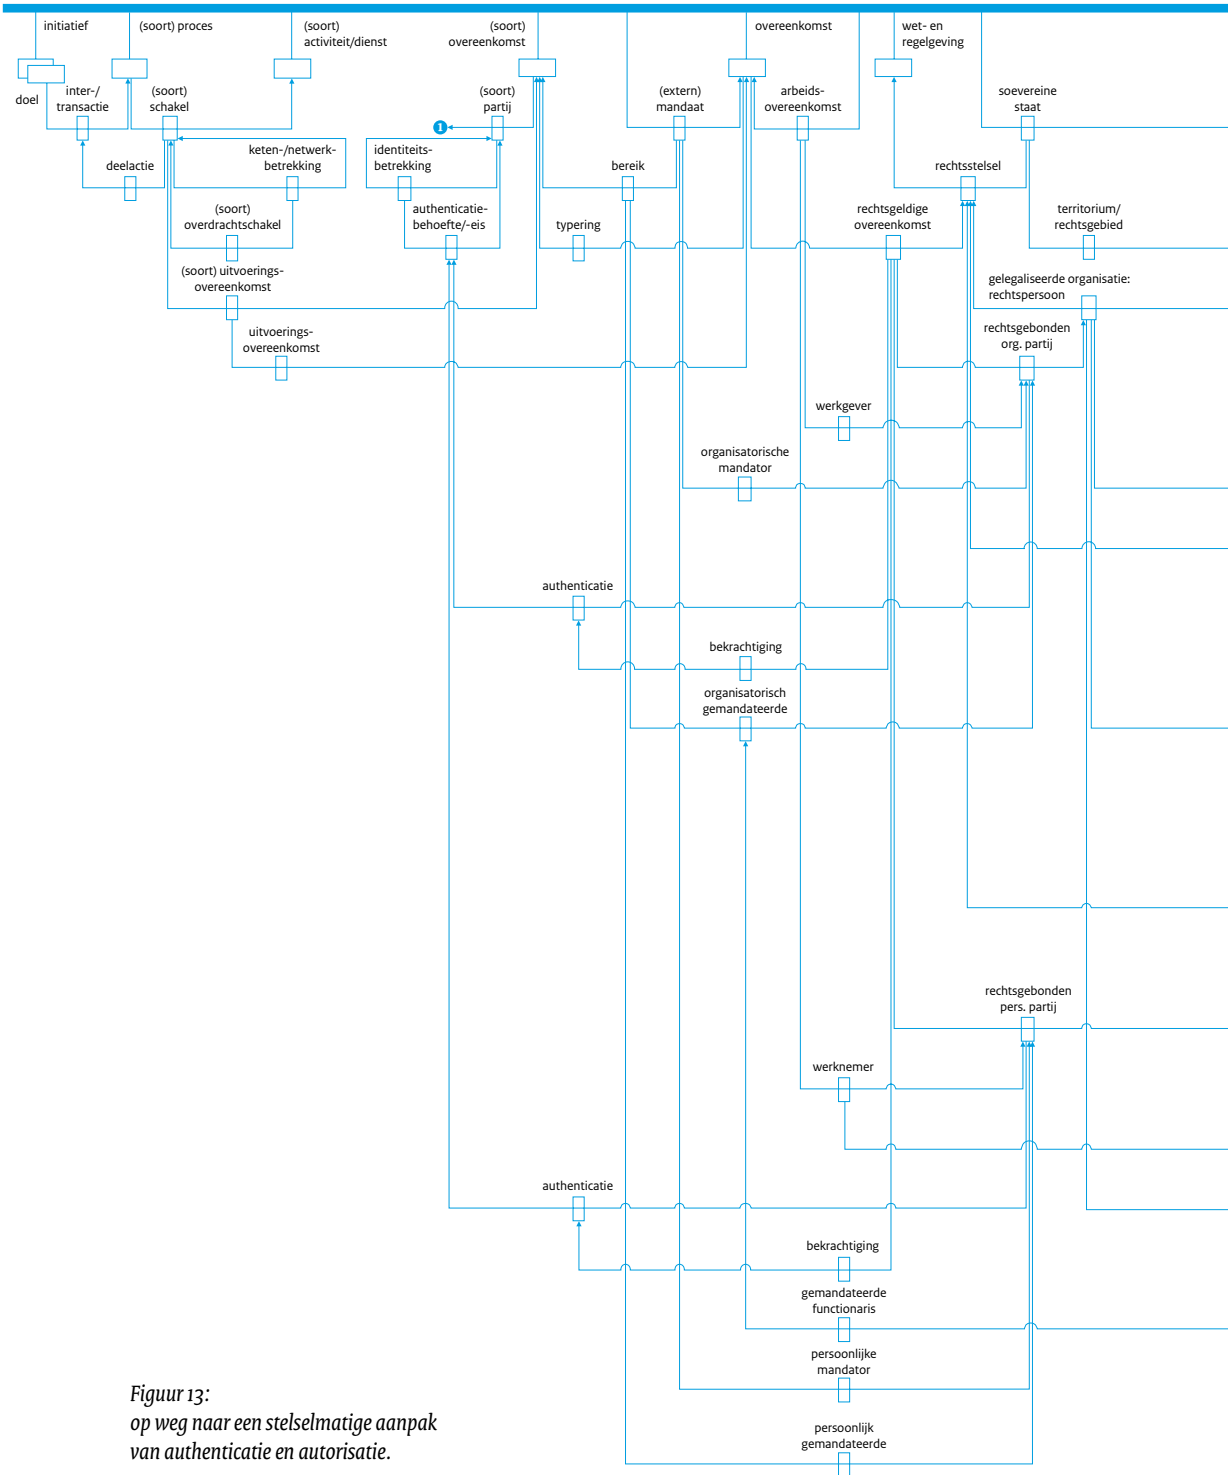 initiatief
(soort) proces
(soort)
activiteit/dienst
(soort)
overeenkomst
overeenkomst
wet- en
regelgeving
doel
inter-/
transactie
(soort)
schakel
(soort)
partij
1
(extern)
mandaat
arbeids-
overeenkomst
soevereine
staat
deelactie
keten-/netwerk-
betrekking
identiteits-
betrekking
bereik
rechtsstelsel
(soort)
overdrachtschakel
authenticatie-
behoefte/-eis
typering
rechtsgeldige
overeenkomst
territorium/
rechtsgebied
(soort) uitvoerings-
overeenkomst
gelegaliseerde organisatie:
rechtspersoon
uitvoerings-
overeenkomst
rechtsgebonden
org. partij
werkgever
organisatorische
mandator
authenticatie
bekrachtiging
organisatorisch
gemandateerde
rechtsgebonden
pers. partij
werknemer
authenticatie
bekrachtiging
gemandateerde
functionaris
persoonlijke
mandator
persoonlijk
gemandateerde
Figuur 13:
op weg naar een stelselmatige aanpak
van authenticatie en autorisatie.